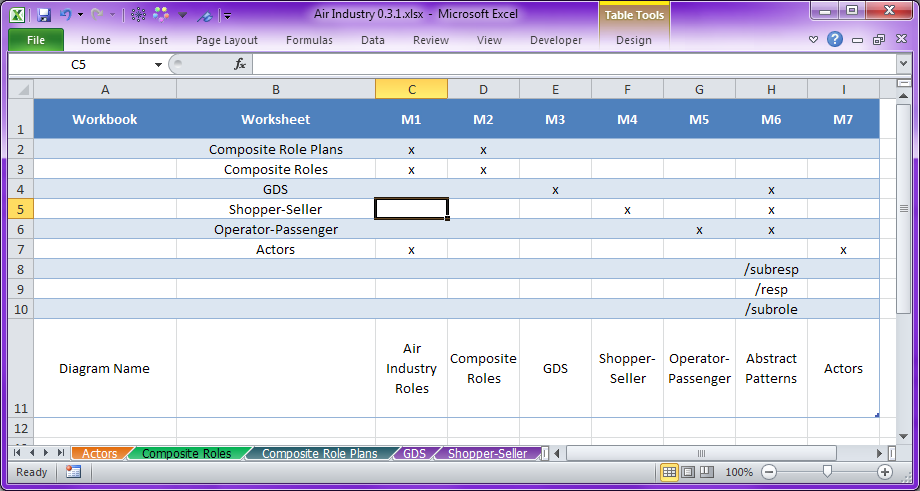 Air Industry 0.3.1.xlsx - Microsoft Excel
Table Tools
File Home Insert Page Layout Formulas Data Review View Developer Design
C5 fx
A B C D E F G H I
1 Workbook Worksheet M1 M2 M3 M4 M5 M6 M7
2 Composite Role Plans x x
3 Composite Roles x x
4 GDS x x
5 Shopper-Seller x x
6 Operator-Passenger x x
7 Actors x x
8 /subresp
9 /resp
10 /subrole
Air
Diagram Name Industry Composite GDS Shopper- Operator- Abstract Actors
Roles Roles Seller Passenger Patterns
11
12
Actors Composite Roles Composite Role Plans GDS Shopper-Seller
Ready 100%